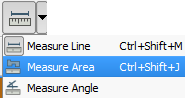 Measure Line Ctrl+Shift+M
Measure Area Ctrl+Shift+J
Measure Angle